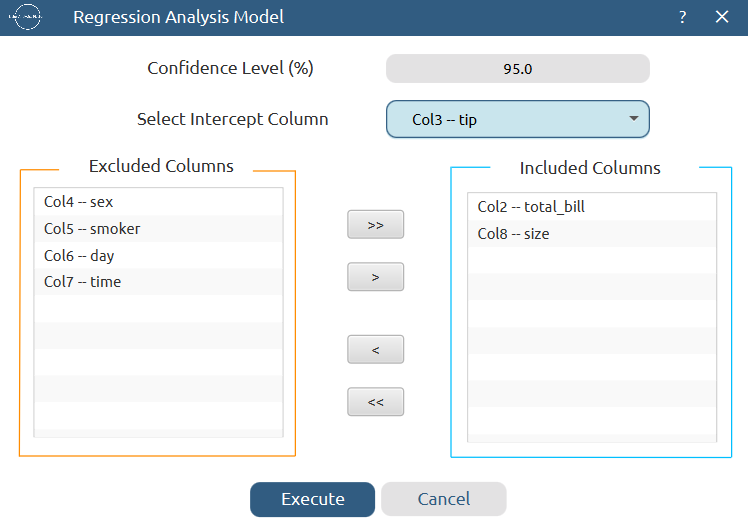 Regression Analysis Model ?
Confidence Level (%) 95.0
Select Intercept Column Col3 -- tip
Excluded Columns
Col4 -- sex
Col5 -- smoker
Col6 -- day
Col7 -- time
>>
>
<
<<
Included Columns
Col2 -- total_bill
Col8 -- size
Execute Cancel